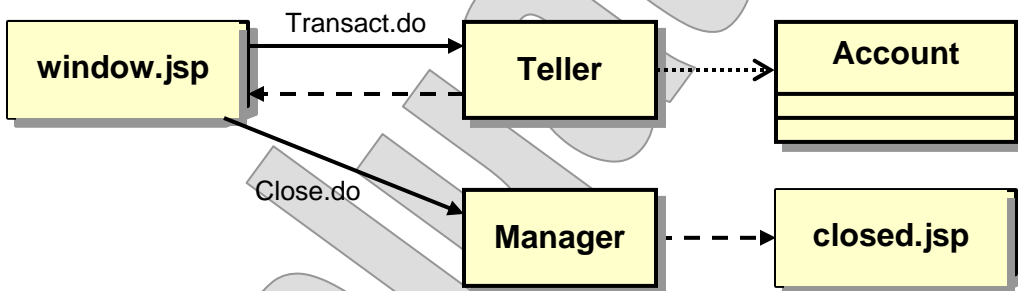 Transact.do
window.jsp
Teller
Account
Close.do
Manager
closed.jsp